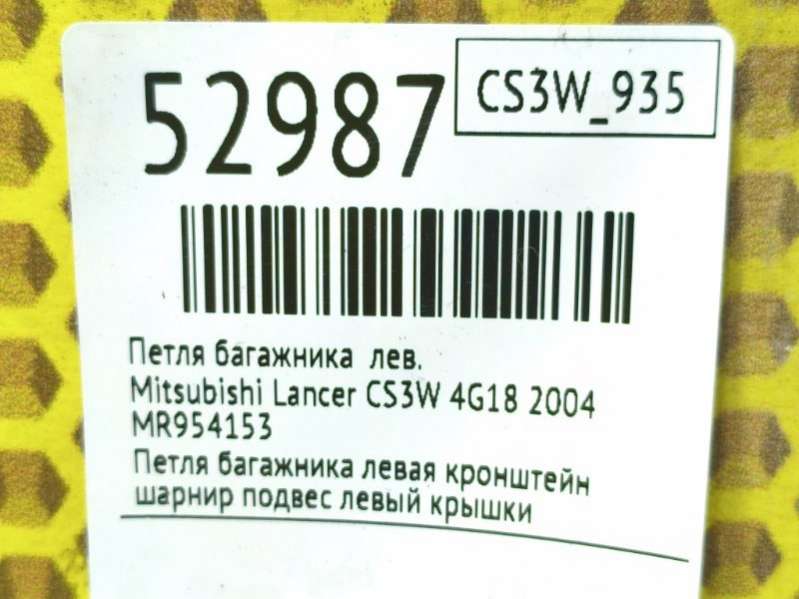 52987
CS3W_935
Петля багажника лев.
Mitsubishi Lancer CS3W 4G18 2004
MR954153
Петля багажника левая кронштейн
шарнир подвес левый крышки